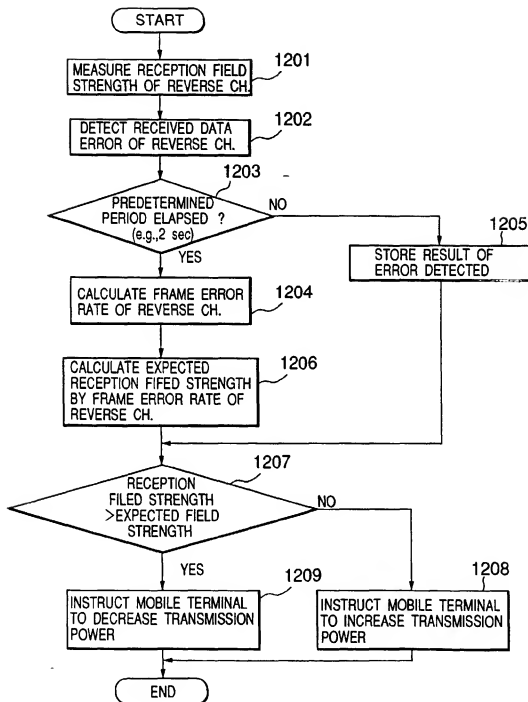 START
1201
MEASURE RECEPTION FIELD
STRENGTH OF REVERSE CH.
1202
DETECT RECEIVED DATA
ERROR OF REVERSE CH.
1203
PREDETERMINED
PERIOD ELAPSED ?
(e.g.,2 sec)
NO
YES
1205
STORE RESULT OF
ERROR DETECTED
1204
CALCULATE FRAME ERROR
RATE OF REVERSE CH.
1206
CALCULATE EXPECTED
RECEPTION FIFED STRENGTH
BY FRAME ERROR RATE OF
REVERSE CH.
1207
RECEPTION
FILED STRENGTH
>EXPECTED FIELD
STRENGTH
NO
YES
1209
INSTRUCT MOBILE TERMINAL
TO DECREASE TRANSMISSION
POWER
1208
INSTRUCT MOBILE TERMINAL
TO INCREASE TRANSMISSION
POWER
END